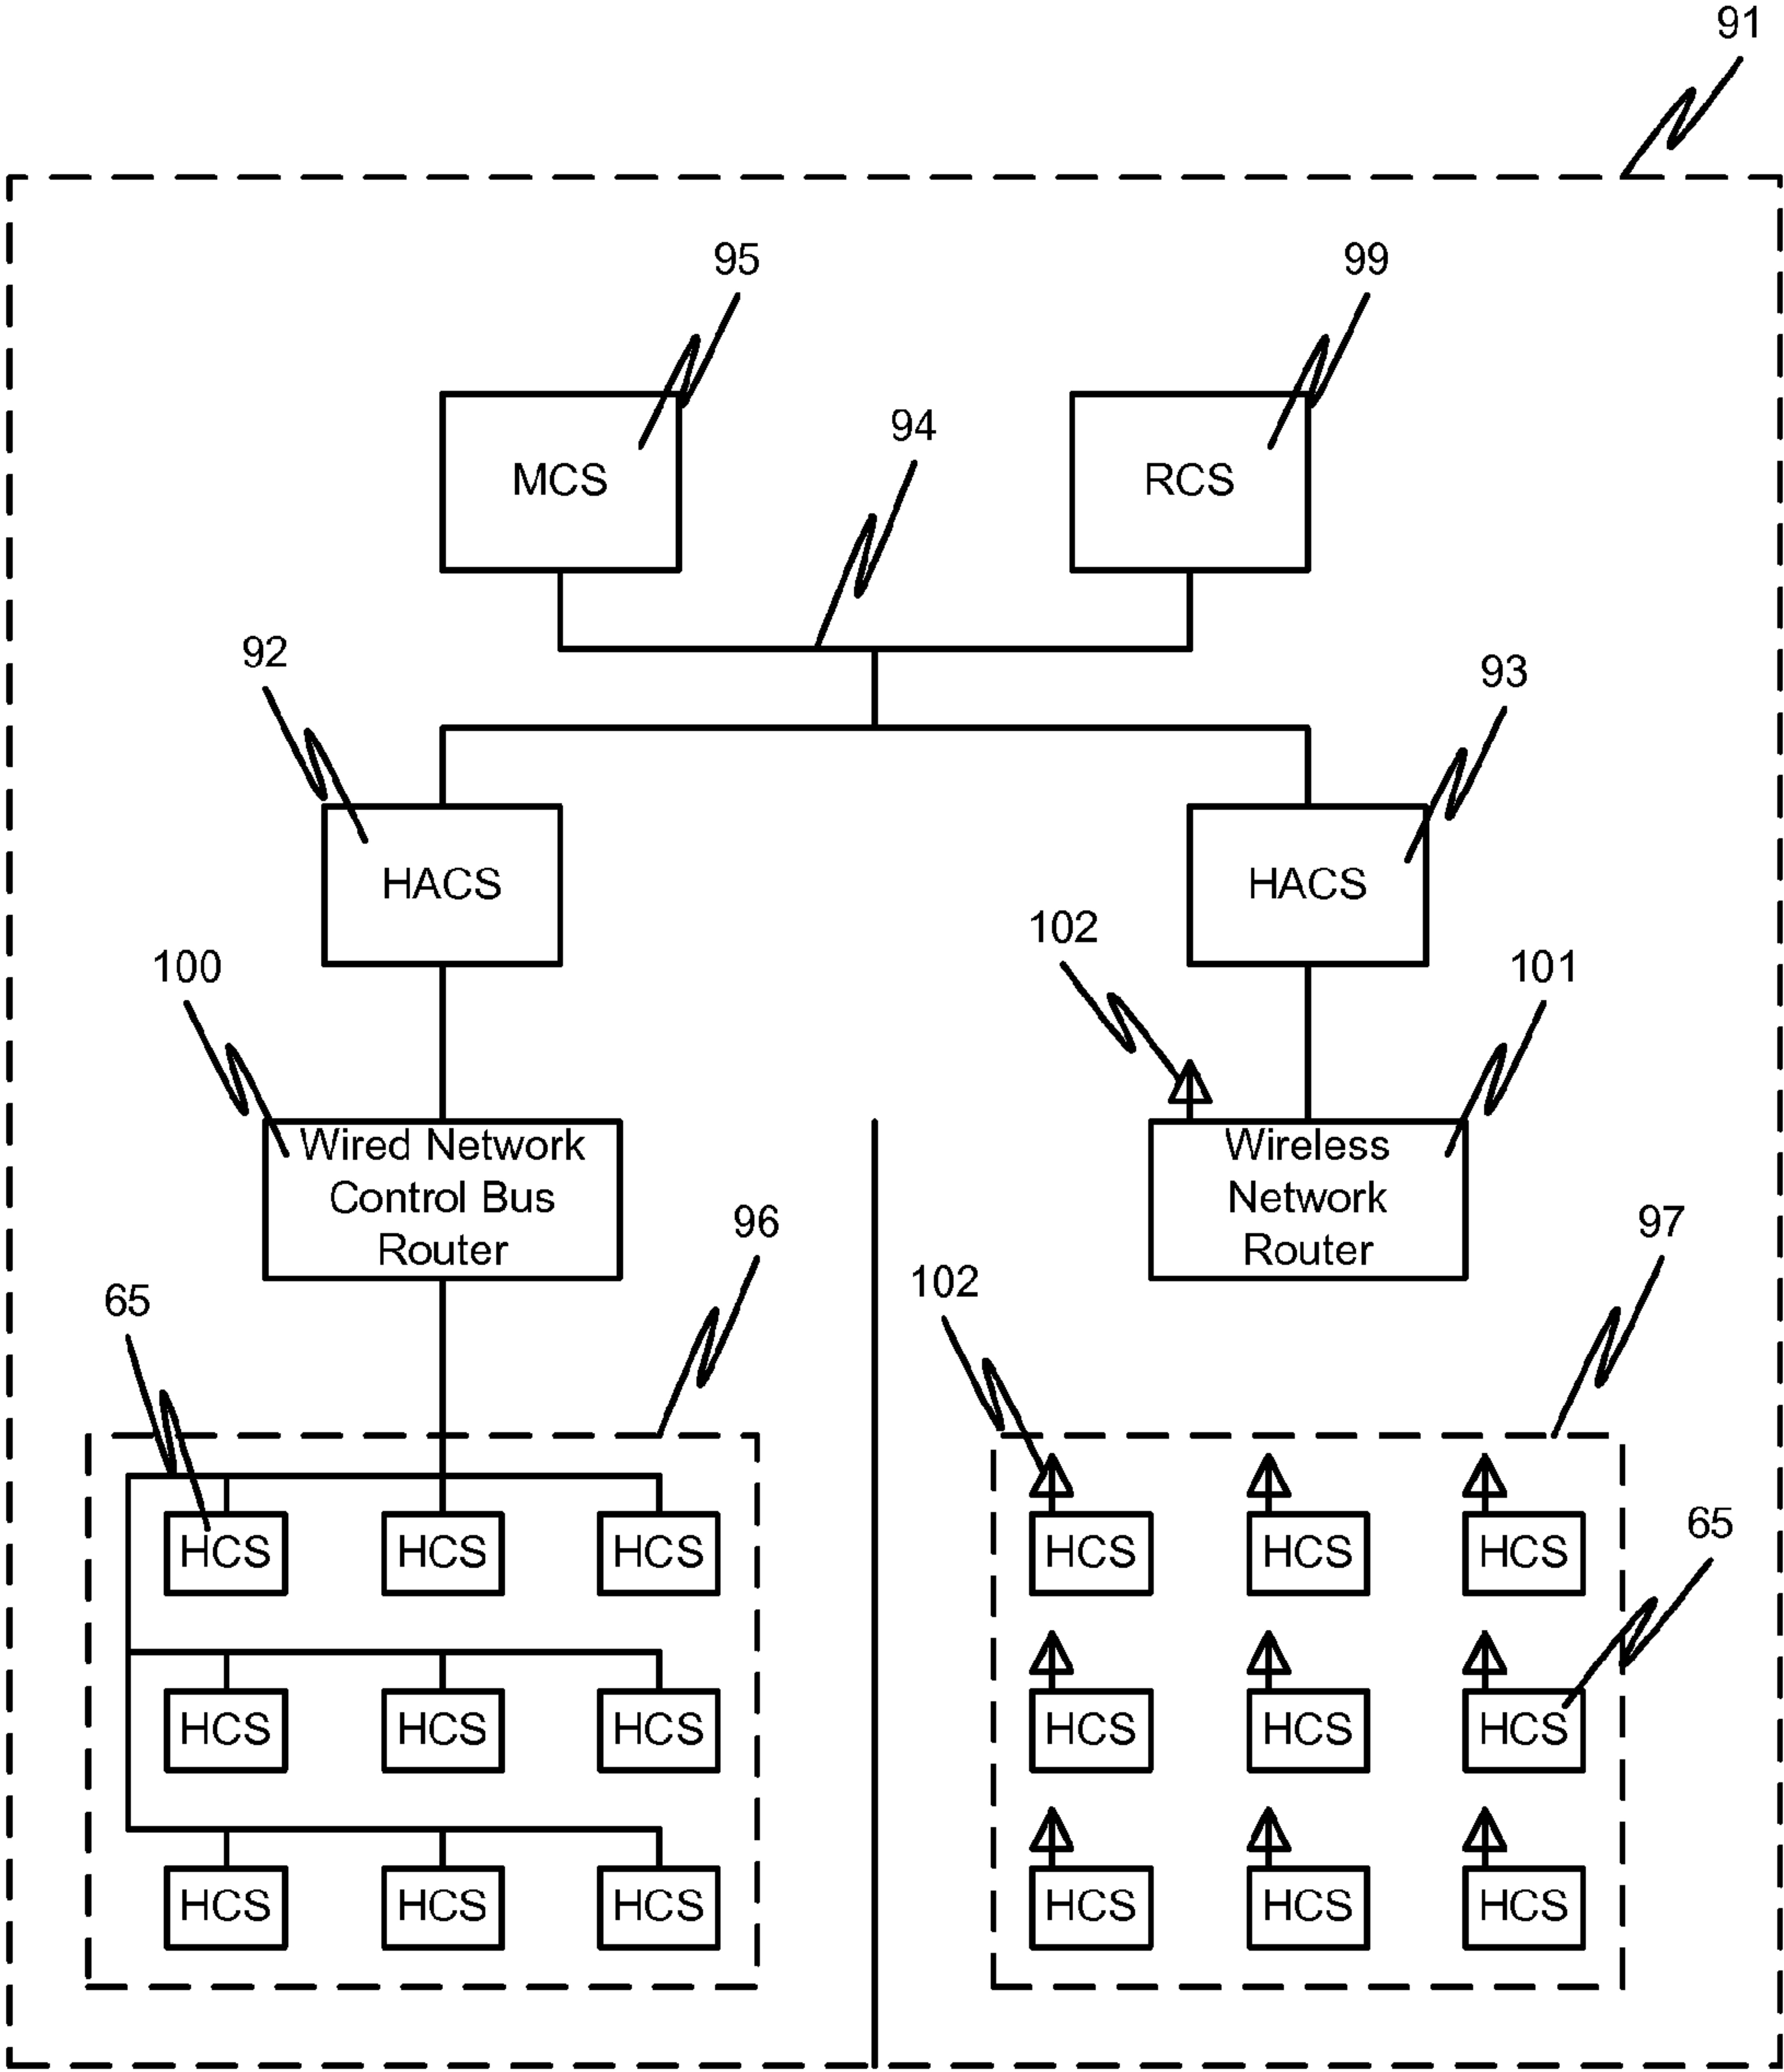 91
95
99
94
MCS
RCS
92
93
HACS
HACS
102
100
101
Wired Network
Control Bus
Router
Wireless
Network
Router
96
97
102
65
HCS
HCS
HCS
HCS
HCS
HCS
65
HCS
HCS
HCS
HCS
HCS
HCS
HCS
HCS
HCS
HCS
HCS
HCS